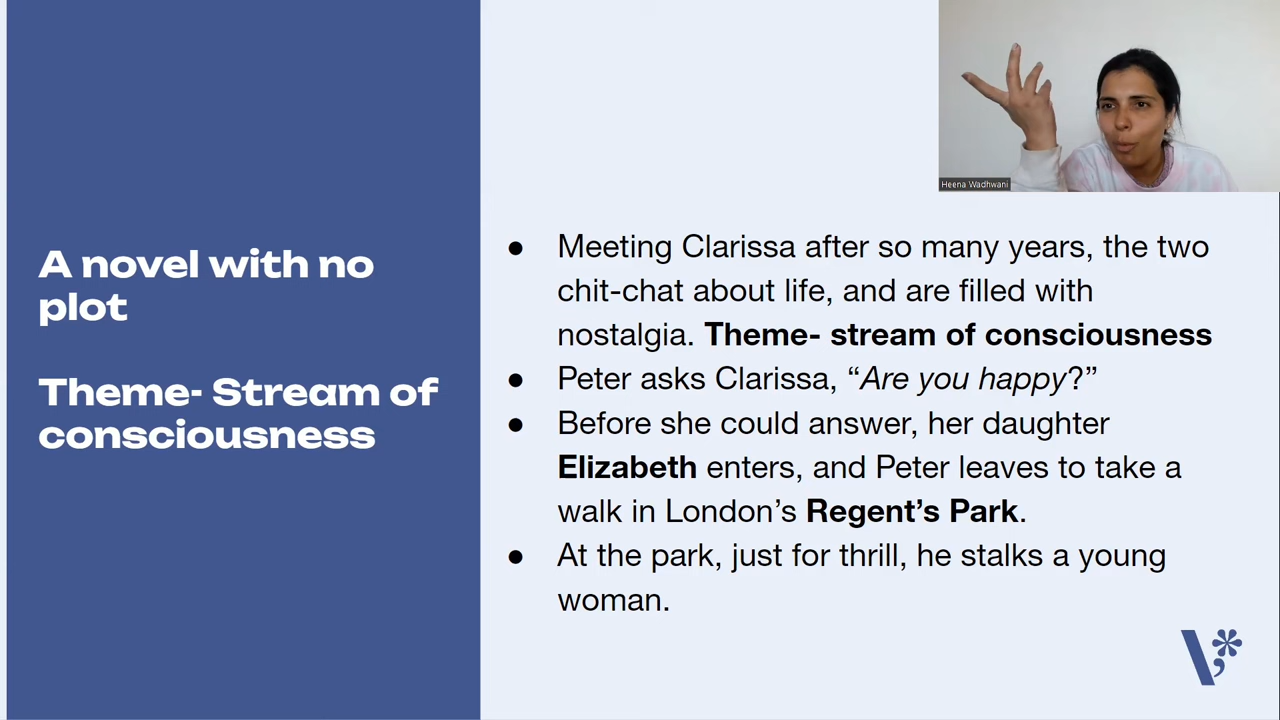 Heena Wadhwani
A novel with no
plot
Theme- Stream of
consciousness
● Meeting Clarissa after so many years, the two
chit-chat about life, and are filled with
nostalgia. Theme- stream of consciousness
● Peter asks Clarissa, “Are you happy?”
● Before she could answer, her daughter
Elizabeth enters, and Peter leaves to take a
walk in London’s Regent’s Park.
● At the park, just for thrill, he stalks a young
woman.